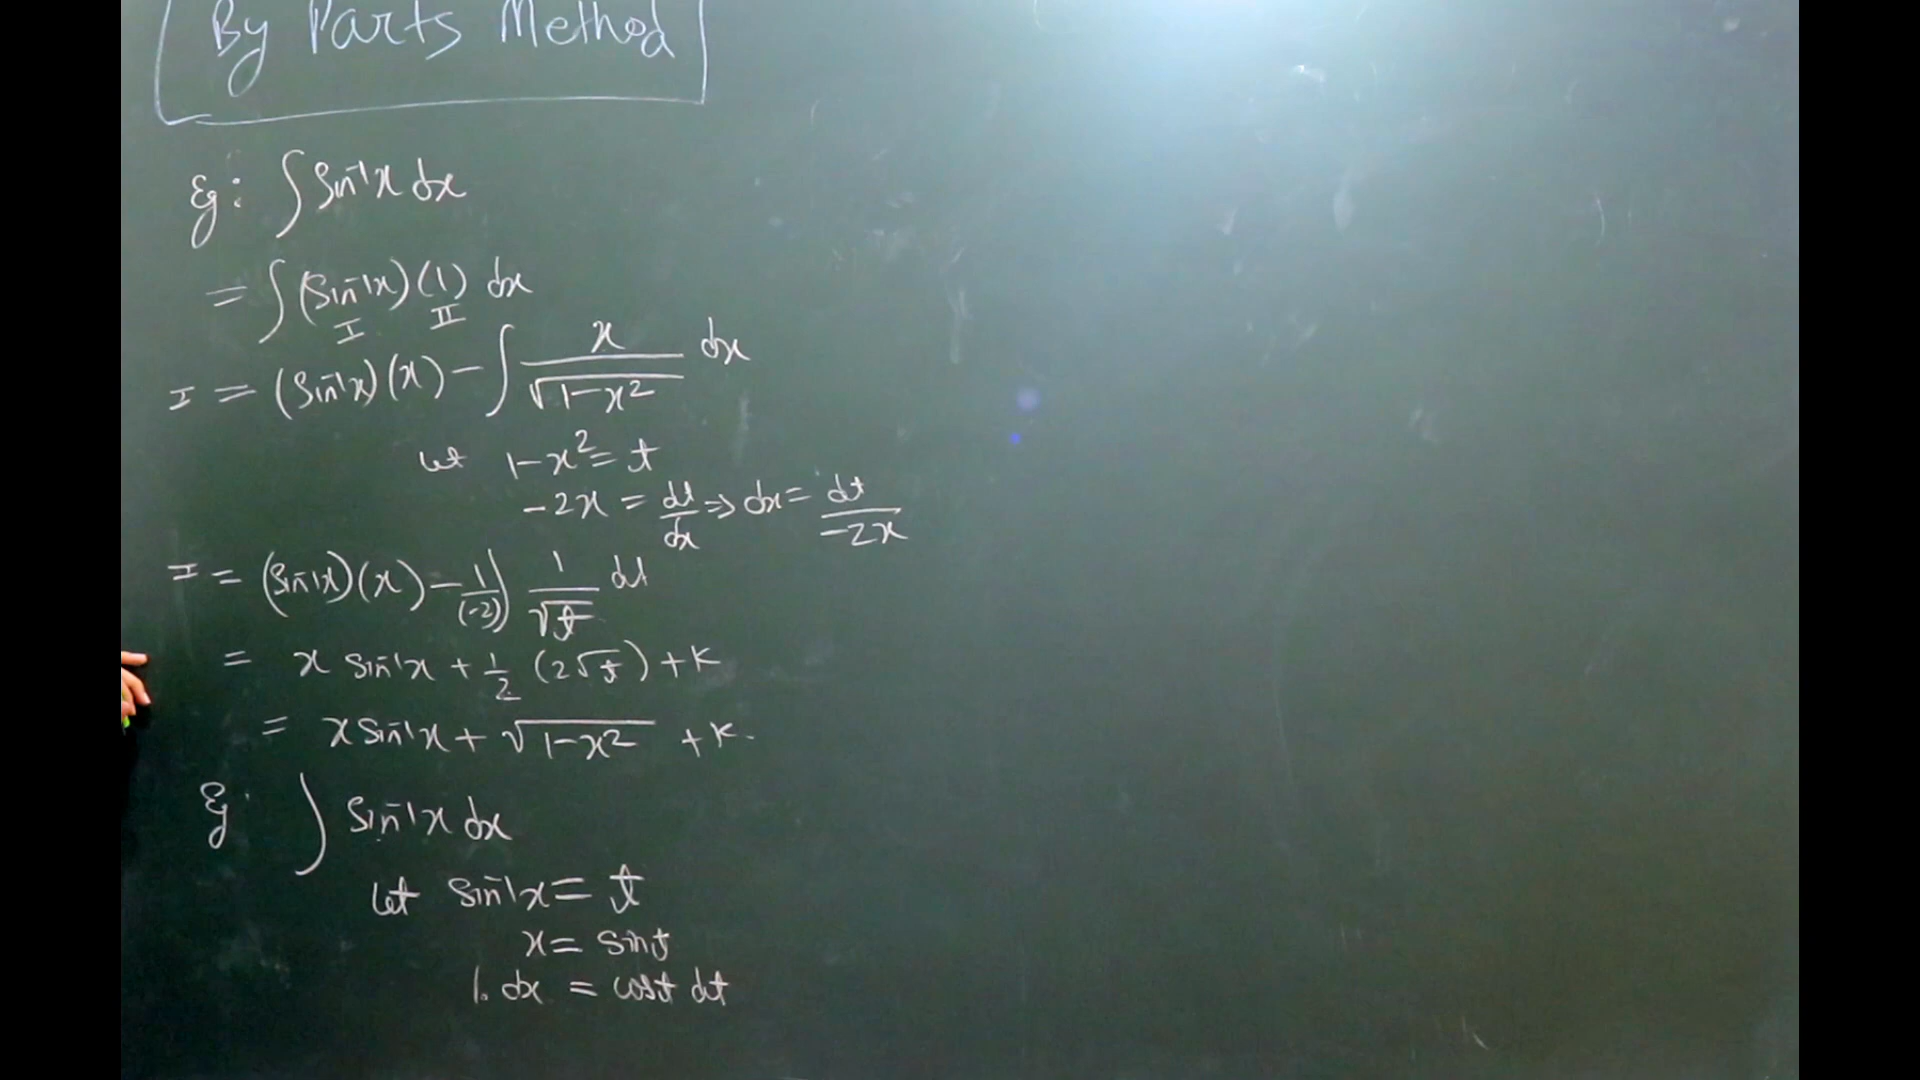 By Parts Method
Eg: ∫ Sin⁻¹x dx
= ∫ (Sin⁻¹x) (1) dx
I II
I = (Sin⁻¹x)(x) − ∫ x/√(1−x²) dx
let 1−x² = t
−2x = dt/dx ⇒ dx = dt/−2x
I = (Sin⁻¹x)(x) − 1/(−2) ∫ 1/√t dt
= x Sin⁻¹x + 1/2 (2√t) + K
= x Sin⁻¹x + √(1−x²) + K.
Eg: ∫ Sin⁻¹x dx
let Sin⁻¹x = t
x = Sint
1. dx = cost dt